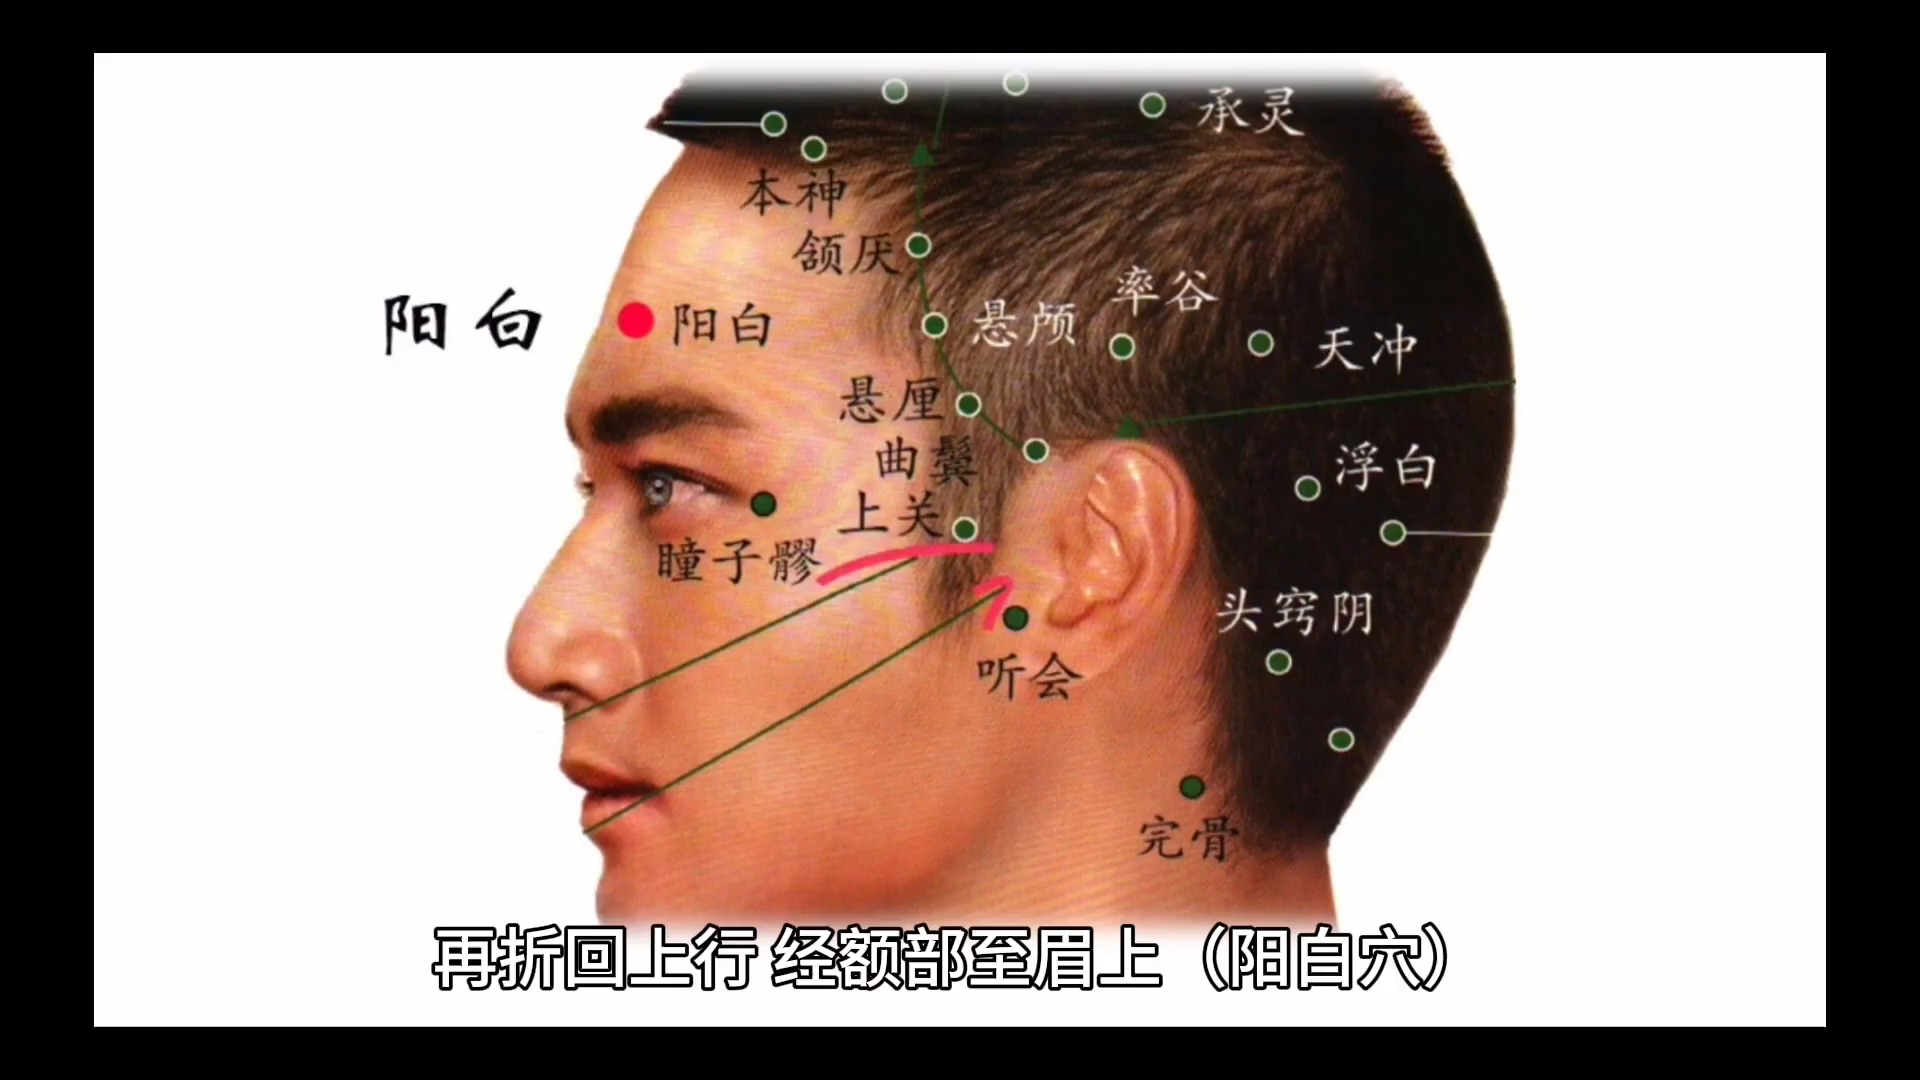 承灵
本神
颔厌
率谷
阳白
阳白
悬颅
天冲
悬厘
曲鬓
浮白
上关
瞳子髎
头窍阴
听会
完骨
再折回上行 经额部至眉上（阳白穴）